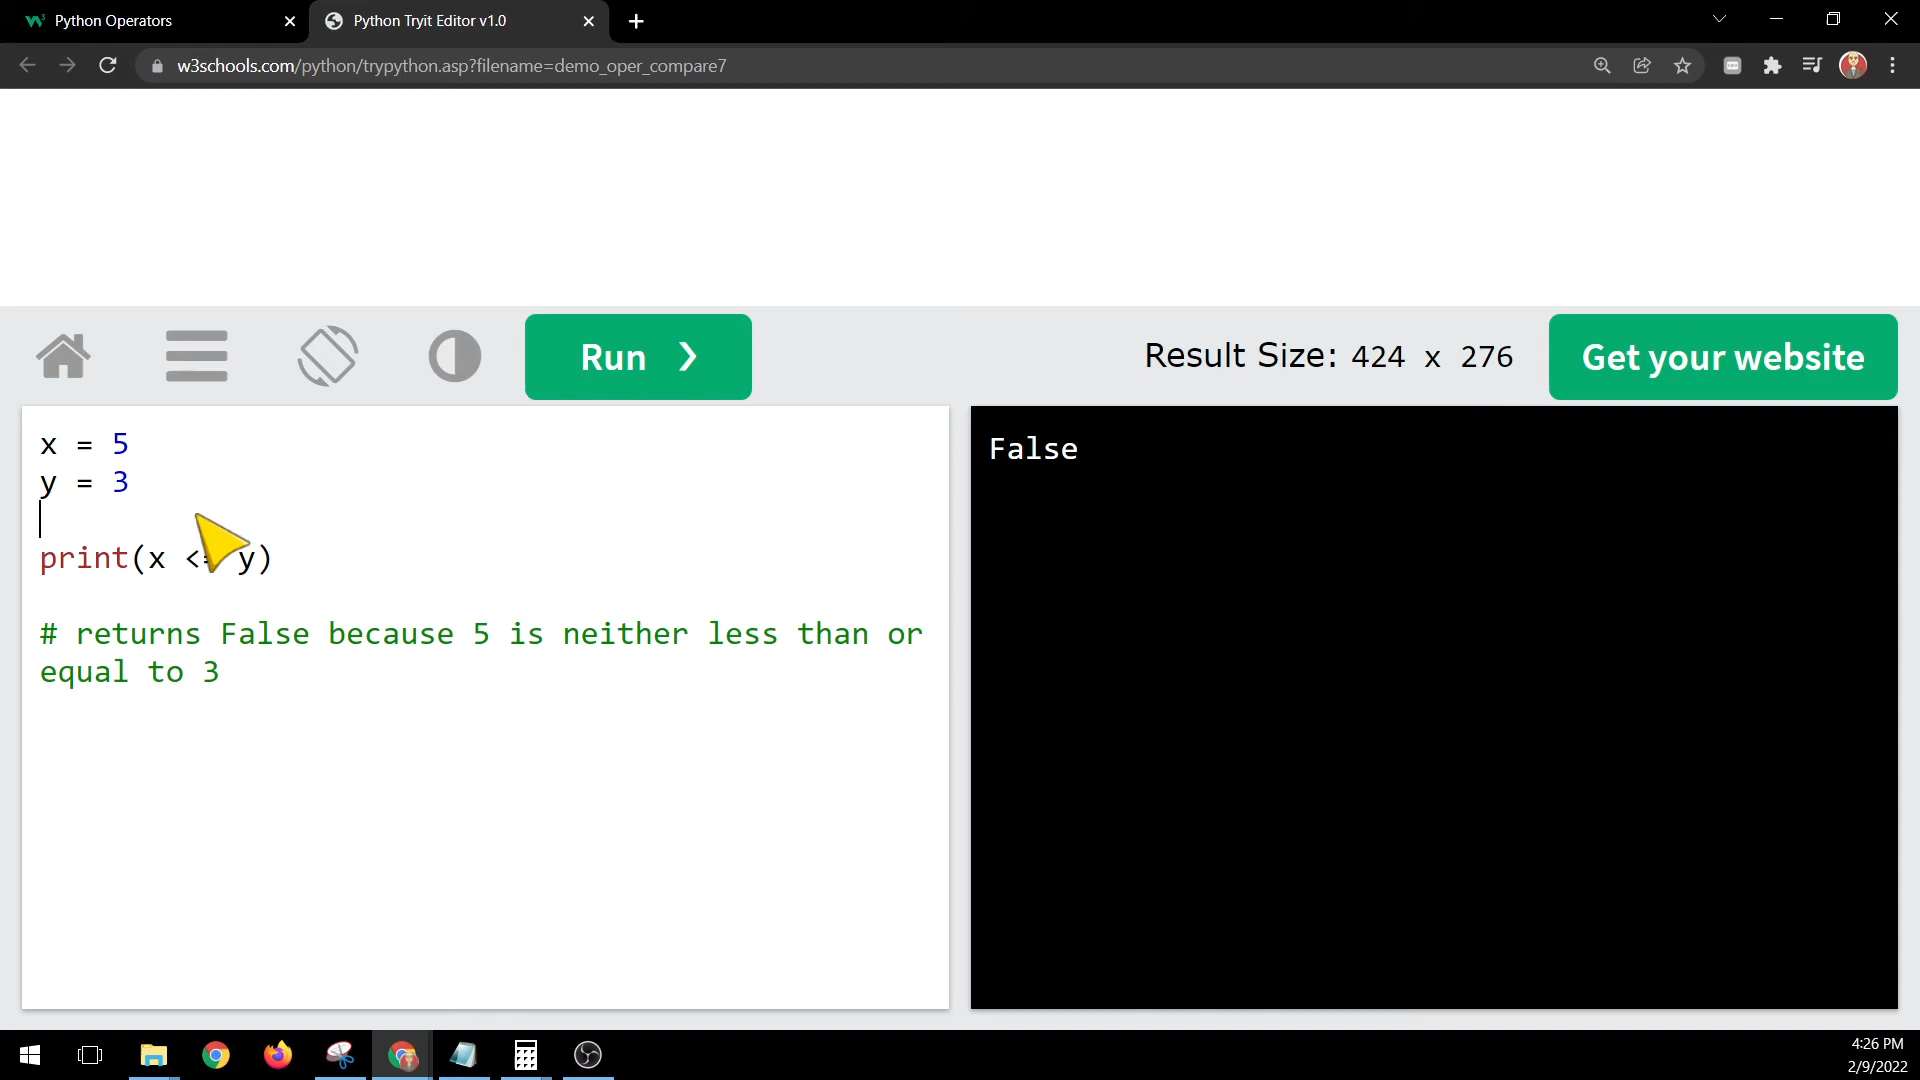 Python Operators
Python Tryit Editor v1.0
w3schools.com/python/trypython.asp?filename=demo_oper_compare7
Run ❯
Result Size: 424 x 276
Get your website
x = 5
y = 3
print(x <= y)
# returns False because 5 is neither less than or
equal to 3
False
4:26 PM
2/9/2022